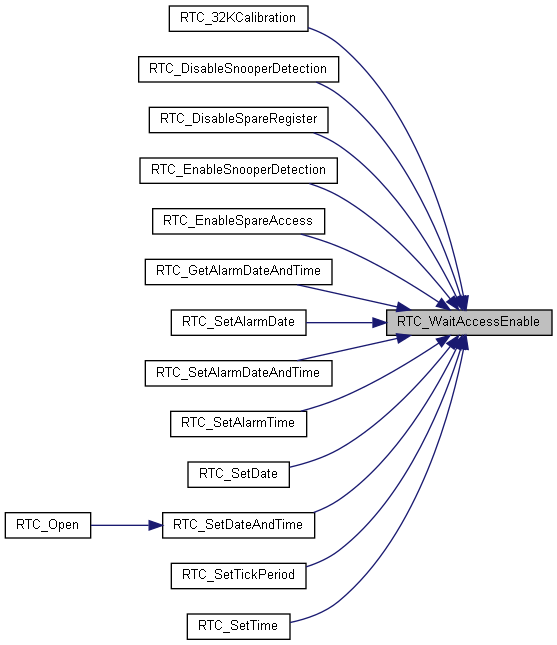 RTC_32KCalibration
RTC_DisableSnooperDetection
RTC_DisableSpareRegister
RTC_EnableSnooperDetection
RTC_EnableSpareAccess
RTC_GetAlarmDateAndTime
RTC_SetAlarmDate
RTC_WaitAccessEnable
RTC_SetAlarmDateAndTime
RTC_SetAlarmTime
RTC_SetDate
RTC_Open
RTC_SetDateAndTime
RTC_SetTickPeriod
RTC_SetTime